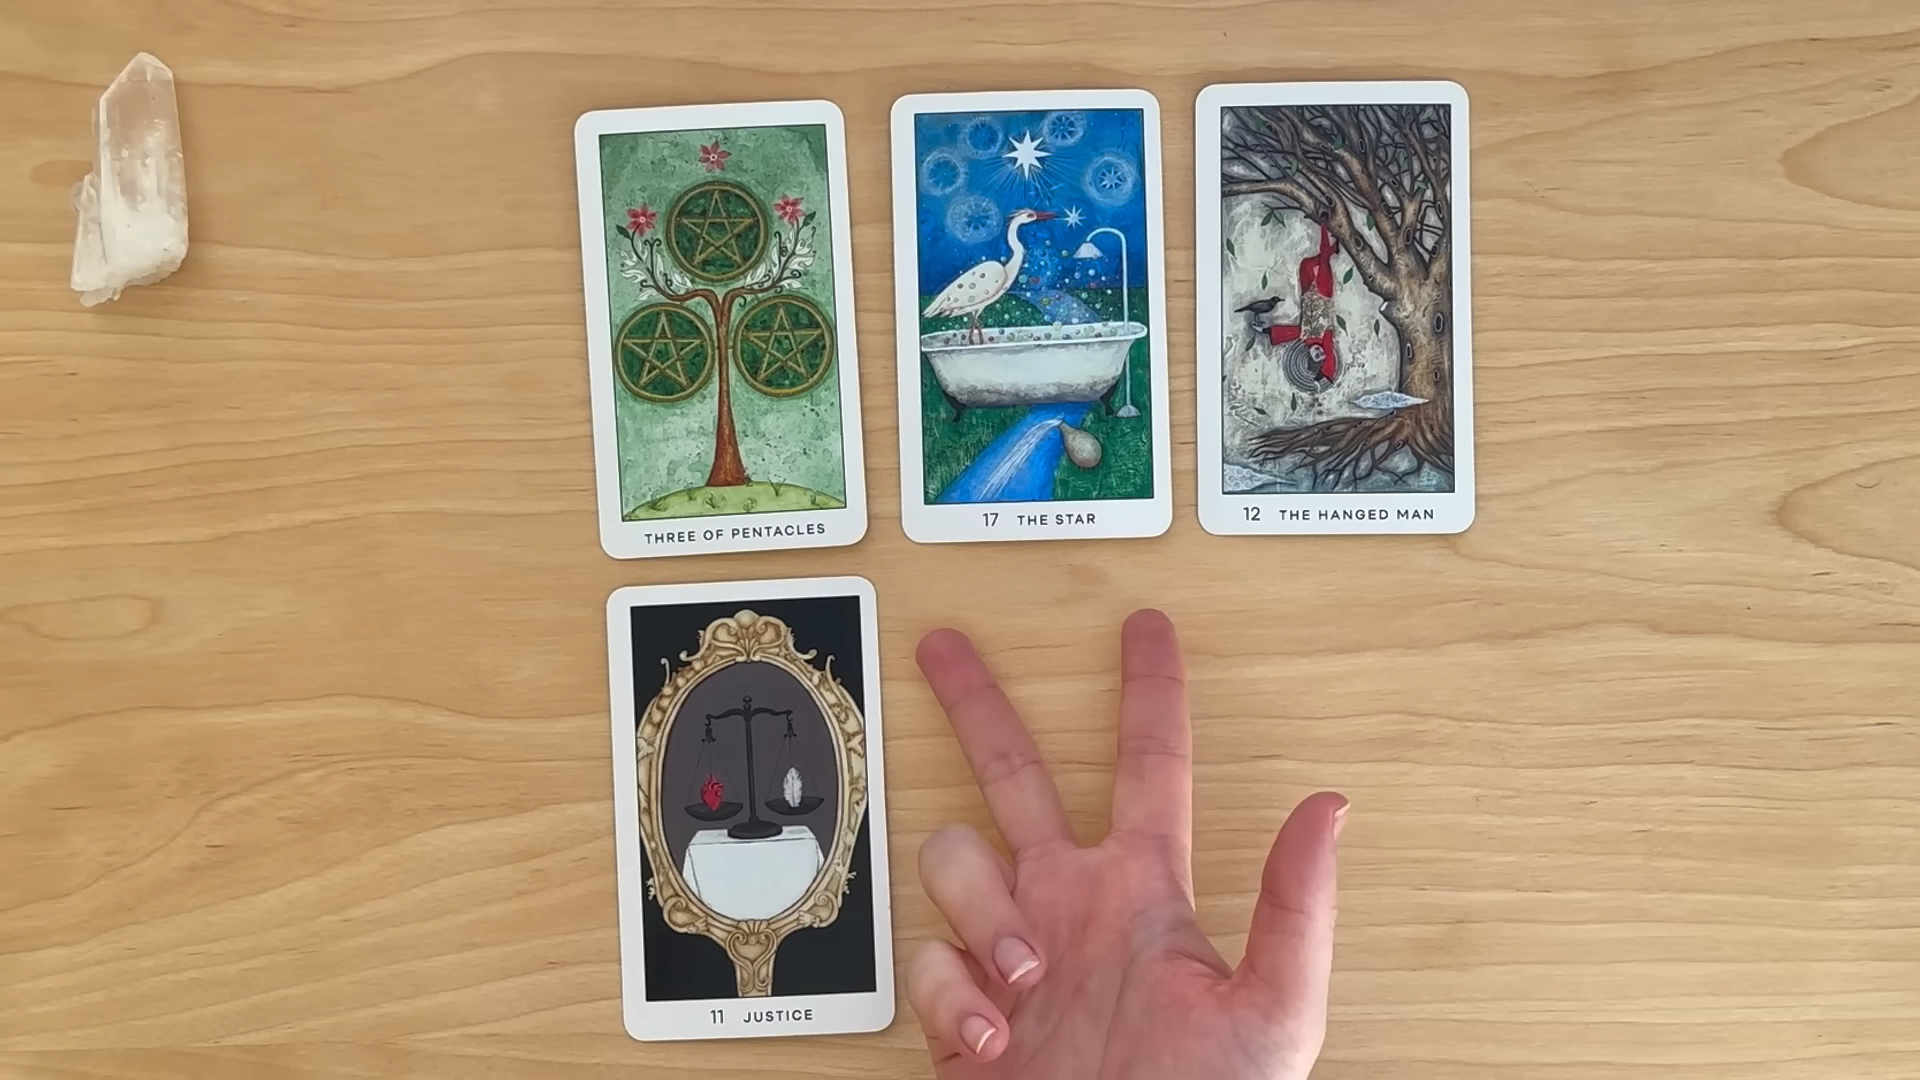 THREE OF PENTACLES
17 THE STAR
12 THE HANGED MAN
11 JUSTICE